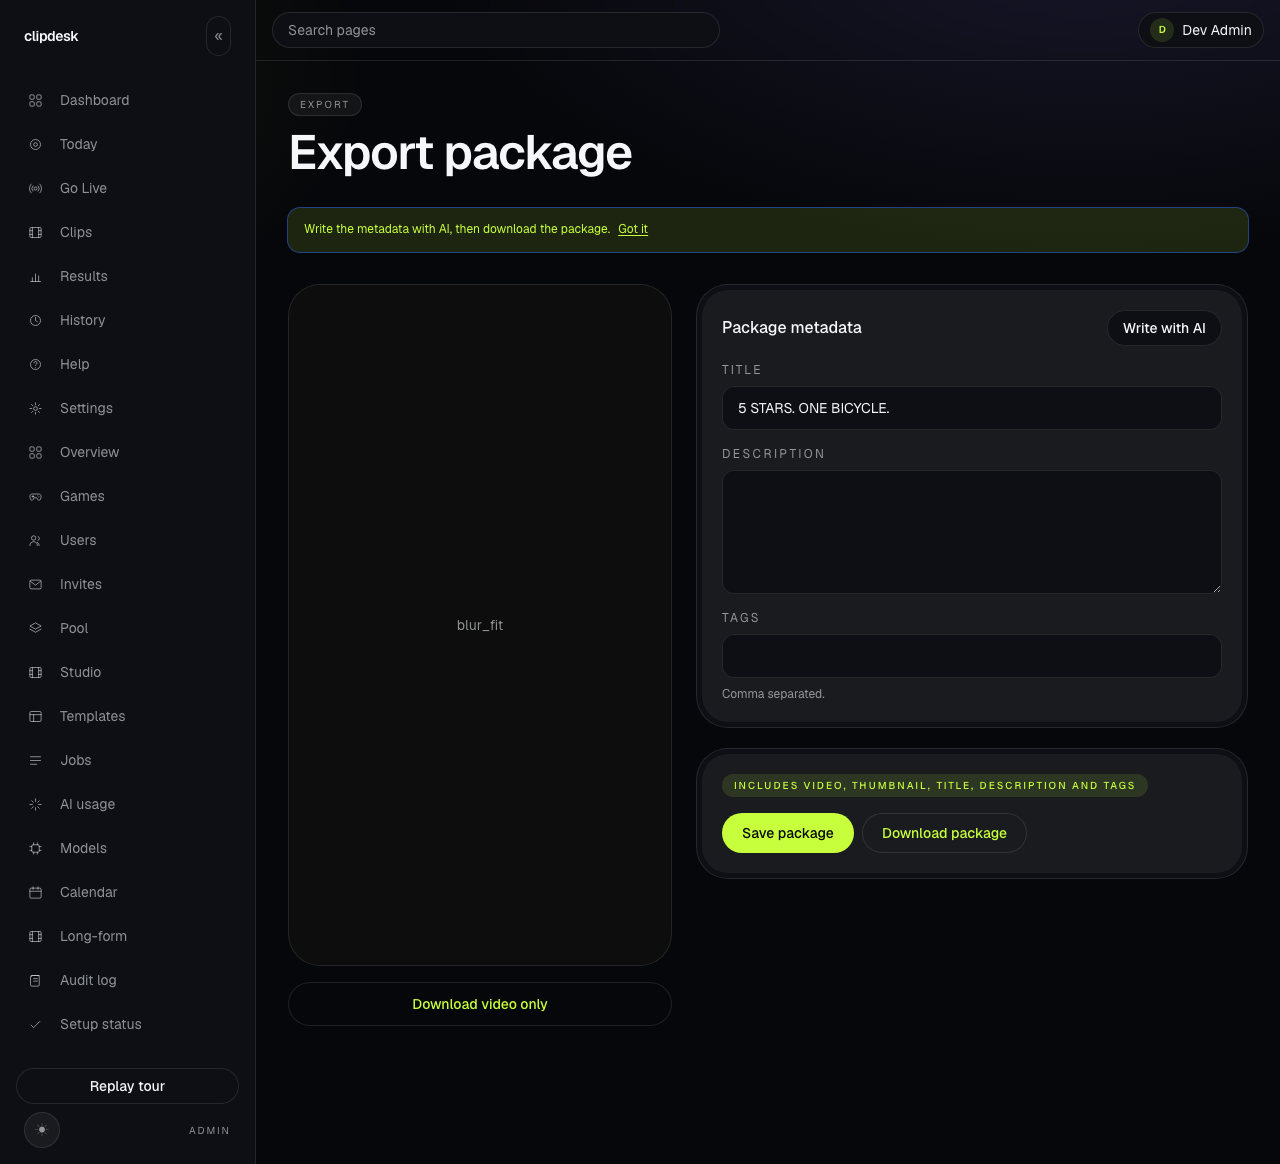 clipdesk
«
Search pages
D
Dev Admin
Dashboard
Today
Go Live
Clips
Results
History
Help
Settings
Overview
Games
Users
Invites
Pool
Studio
Templates
Jobs
AI usage
Models
Calendar
Long-form
Audit log
Setup status
Replay tour
ADMIN
EXPORT
Export package
Write the metadata with AI, then download the package. Got it
blur_fit
Download video only
Package metadata
Write with AI
TITLE
5 STARS. ONE BICYCLE.
DESCRIPTION
TAGS
Comma separated.
INCLUDES VIDEO, THUMBNAIL, TITLE, DESCRIPTION AND TAGS
Save package
Download package